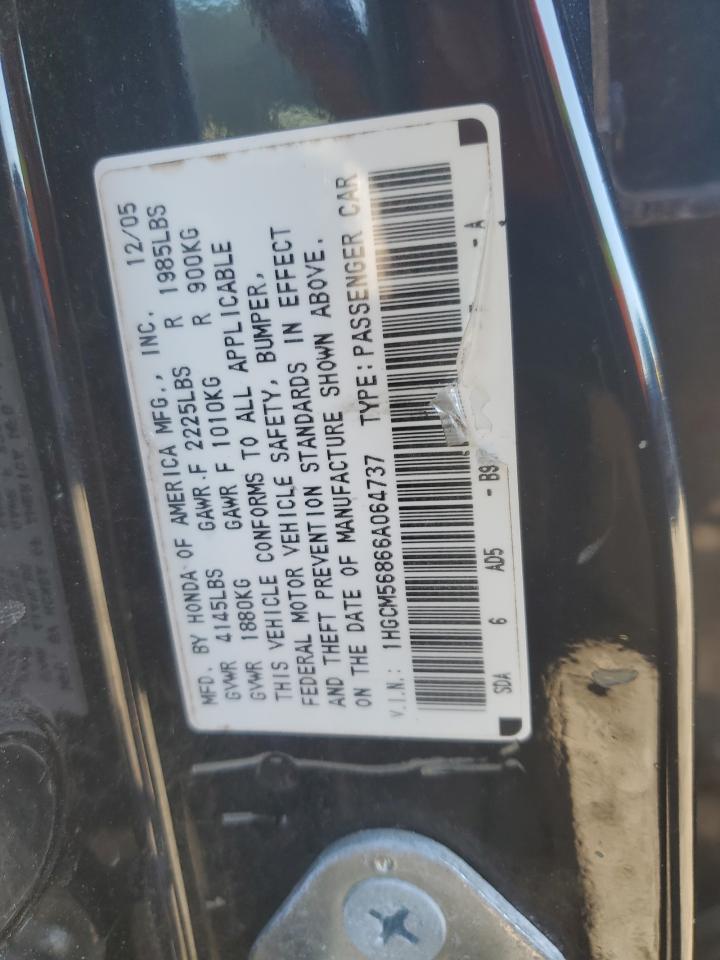 MFD. BY HONDA OF AMERICA MFG., INC. 12/05
GVWR 4145LBS GAWR F 2225LBS R 1985LBS
GVWR 1880KG GAWR F 1010KG R 900KG
THIS VEHICLE CONFORMS TO ALL APPLICABLE
FEDERAL MOTOR VEHICLE SAFETY, BUMPER,
AND THEFT PREVENTION STANDARDS IN EFFECT
ON THE DATE OF MANUFACTURE SHOWN ABOVE.
V.I.N.: 1HGCM56866A064737 TYPE: PASSENGER CAR
SDA 6 AD5 - - A